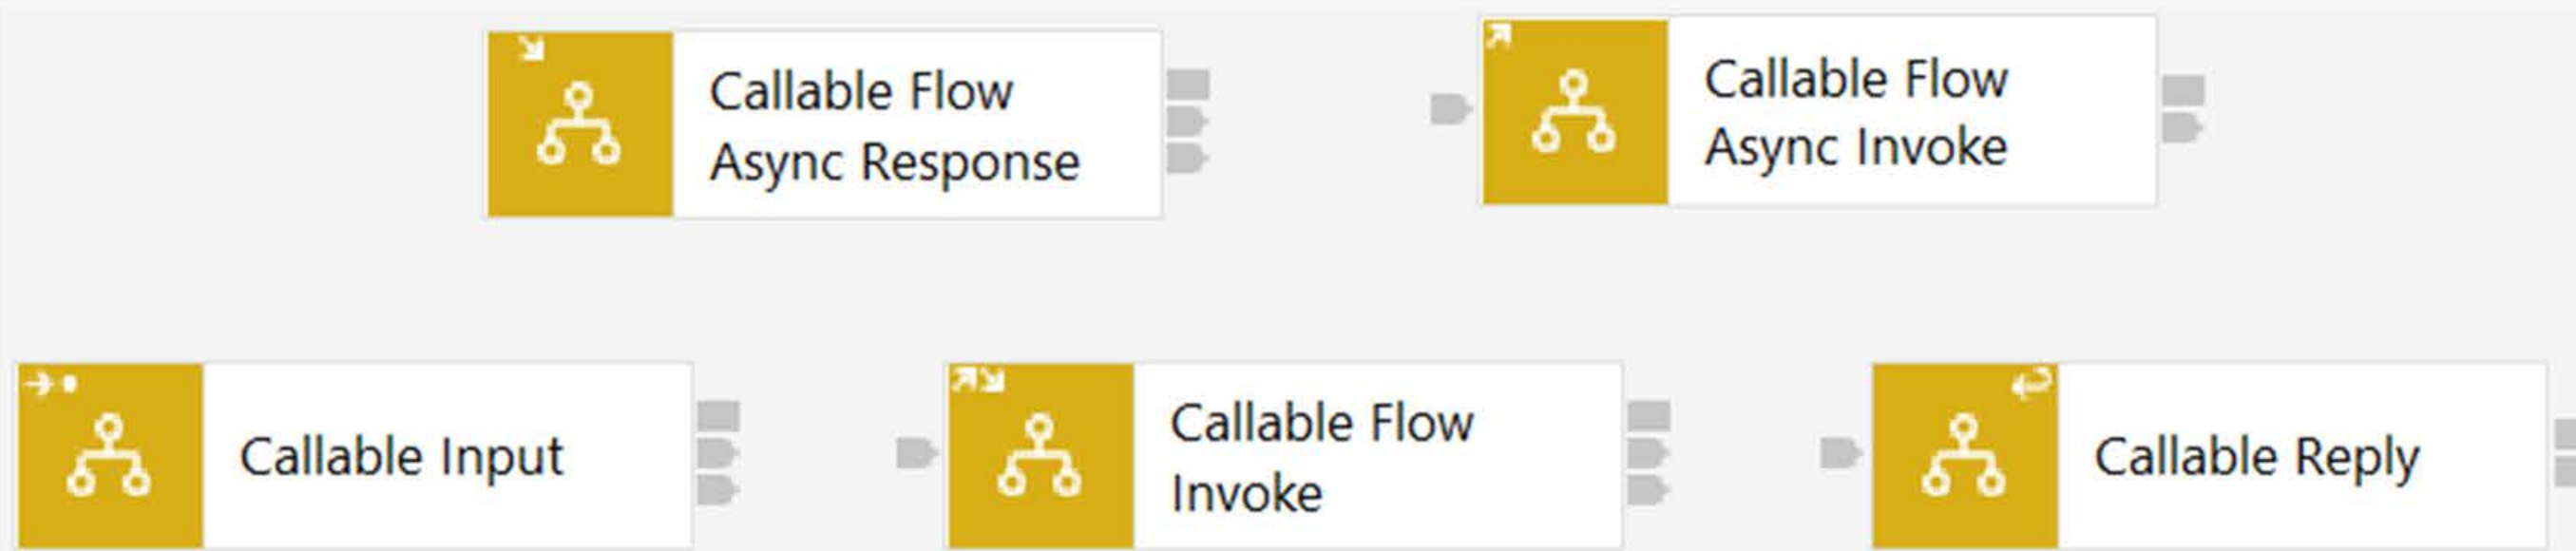 Callable Flow
Async Response
Callable Flow
Async Invoke
Callable Input
Callable Flow
Invoke
Callable Reply